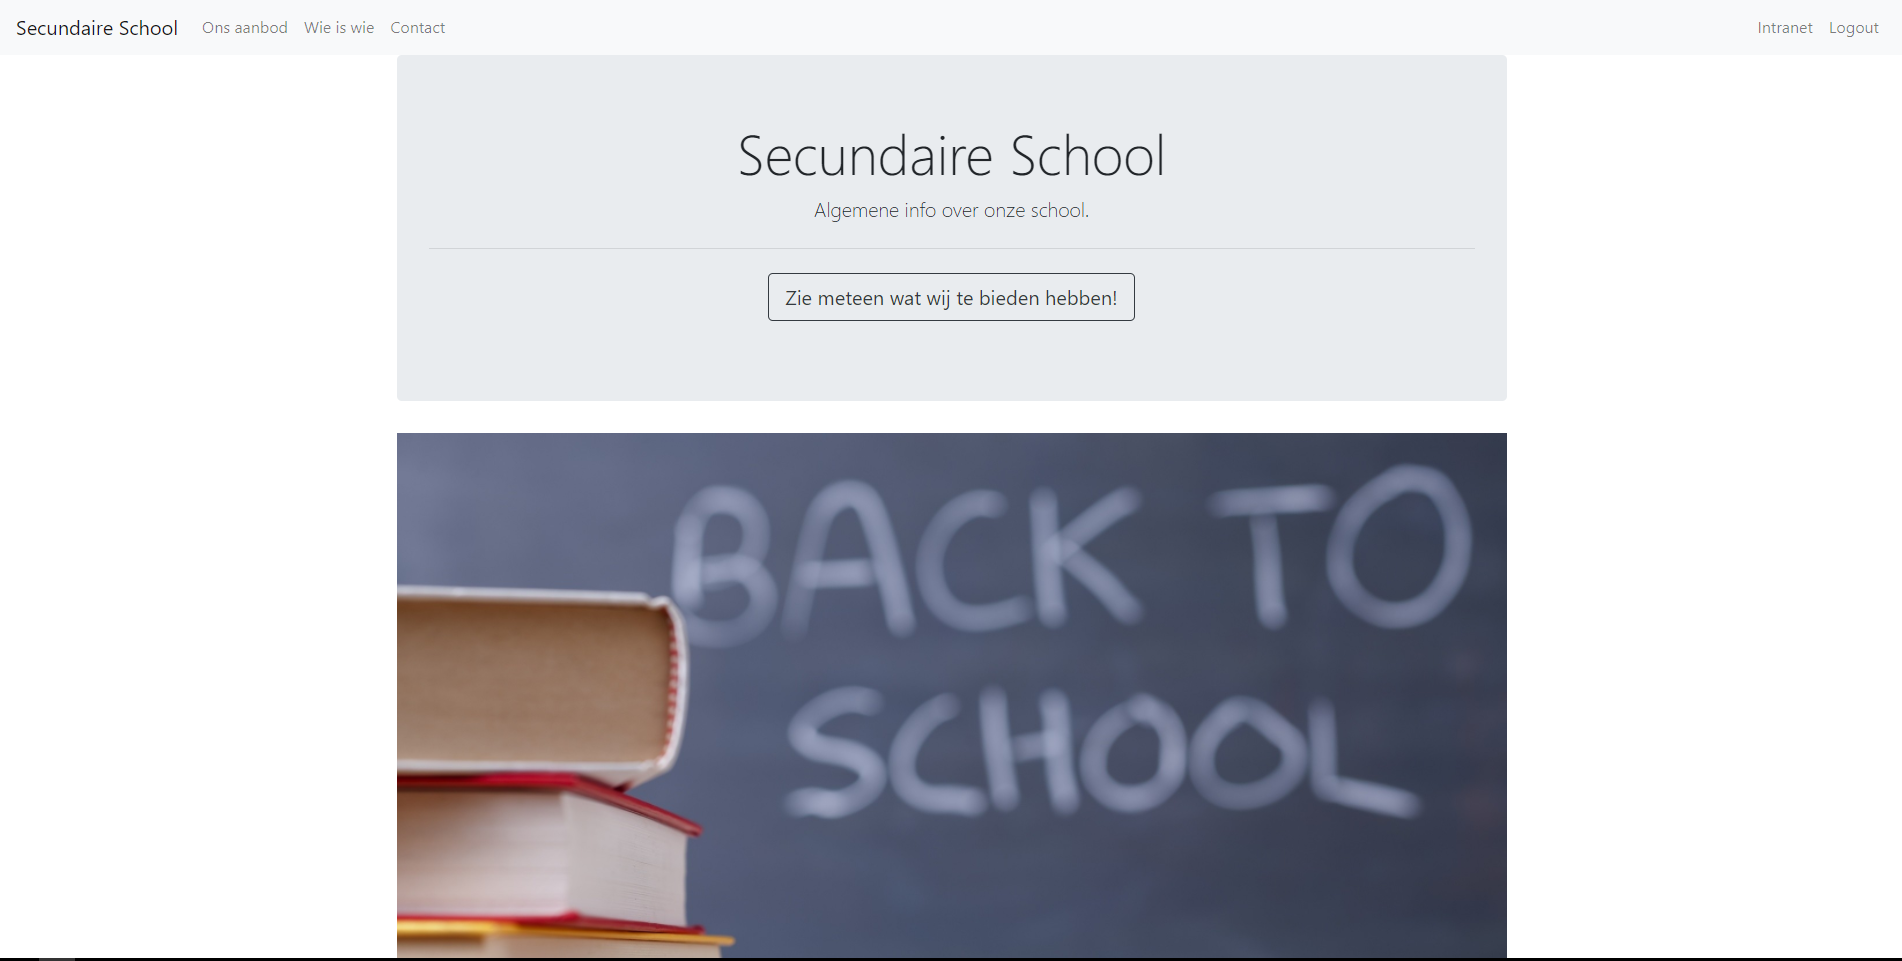 Secundaire School Ons aanbod Wie is wie Contact Intranet Logout
Secundaire School
Algemene info over onze school.
Zie meteen wat wij te bieden hebben!
BACK TO
SCHOOL